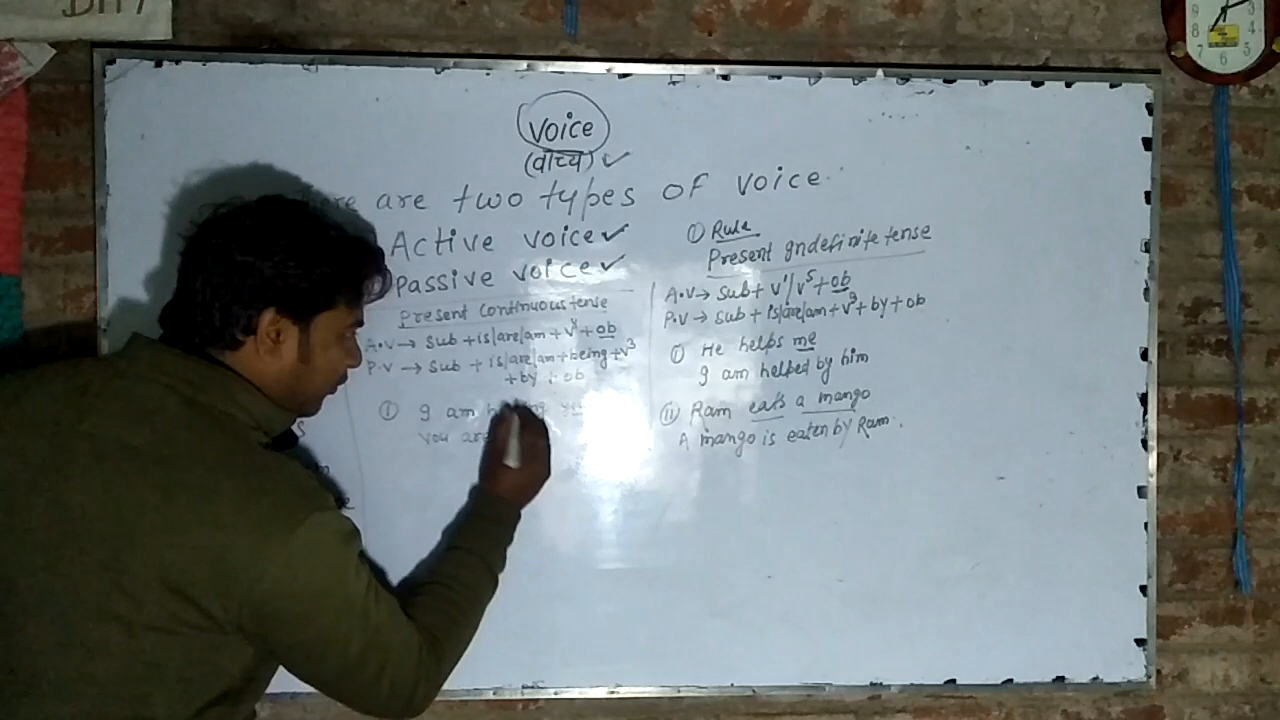 voice
(वाच्य) ✓
are two types of voice.
Active voice ✓
Passive voice ✓
Present continuous tense
A.V → sub + is/are/am + v⁴ + ob
P.V → sub + is/are/am + being + v³
+ by + ob
① I am
you are
① Rule
Present Indefinite tense
A.V → sub + v¹/v⁵ + ob
P.V → sub + is/are/am + v³ + by + ob
① He helps me
I am helped by him
⑪ Ram eats a mango
A mango is eaten by Ram.